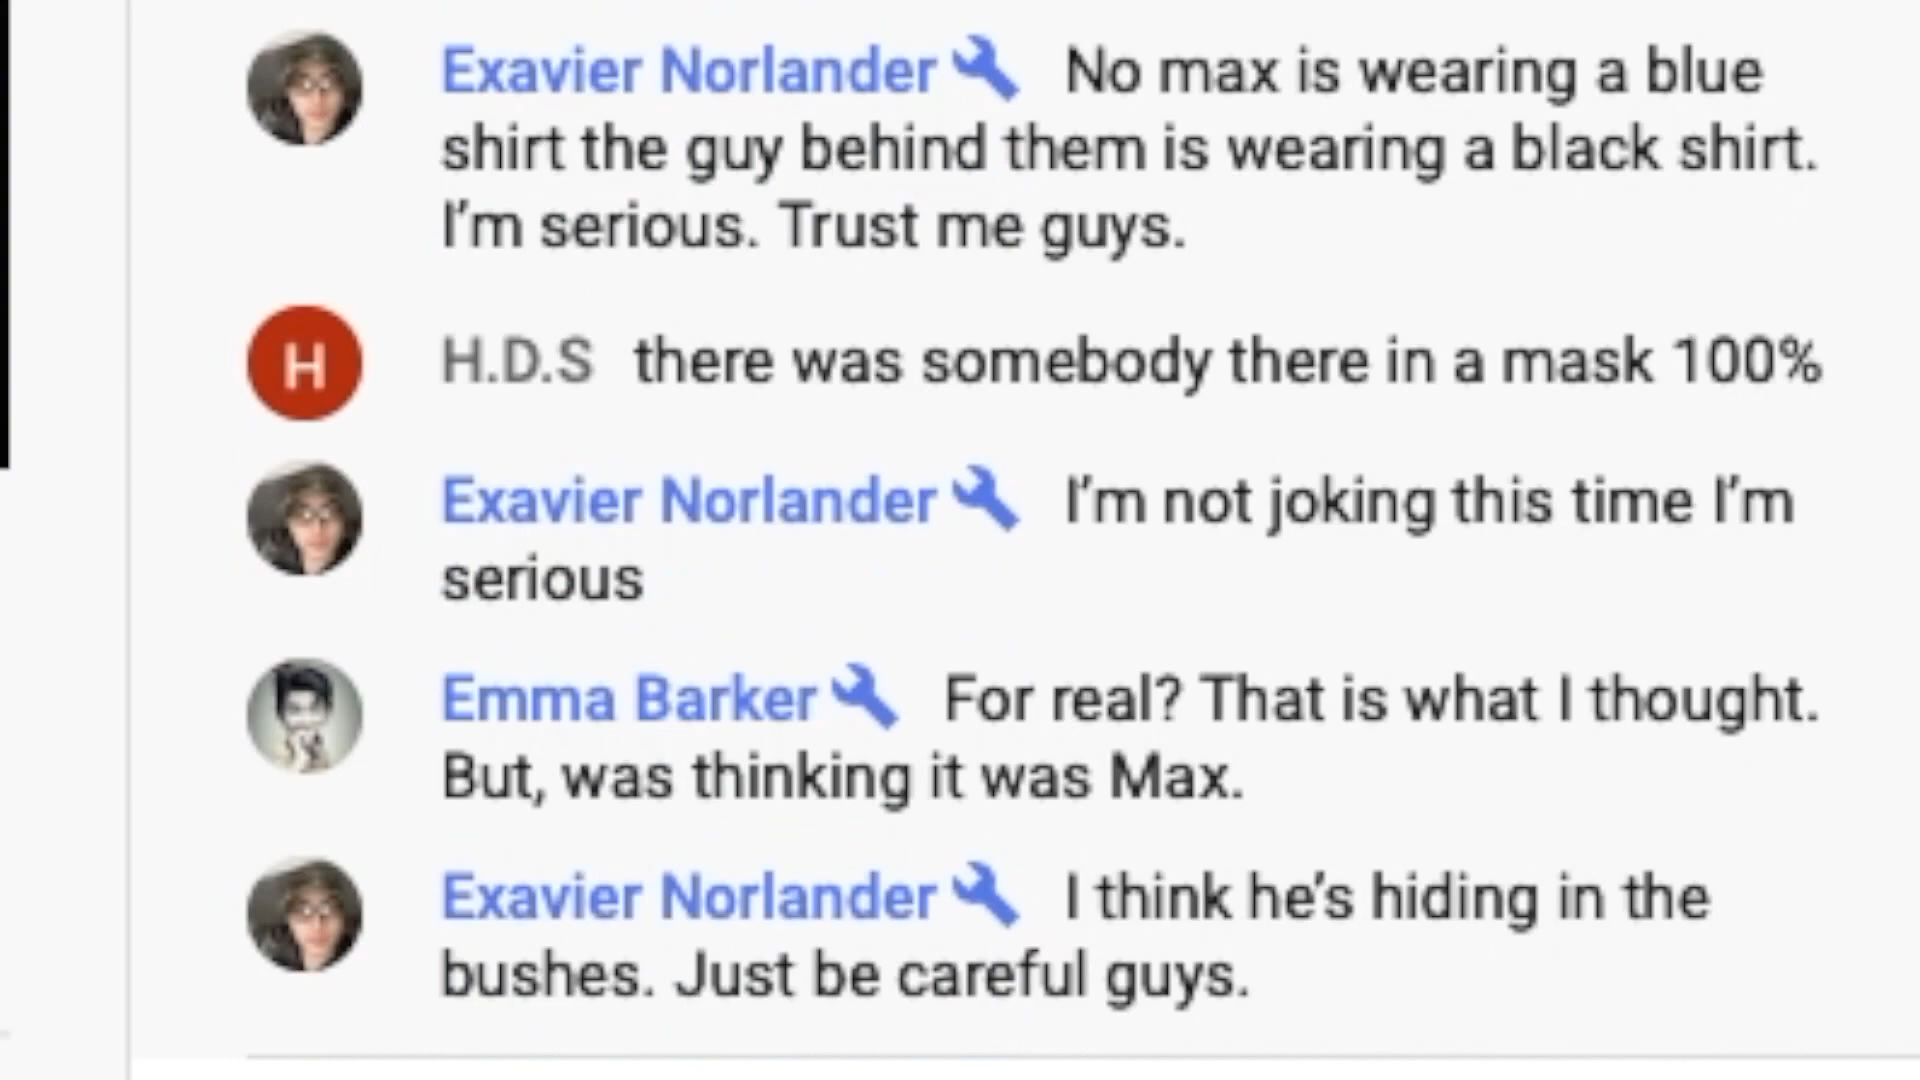 Exavier Norlander No max is wearing a blue
shirt the guy behind them is wearing a black shirt.
I'm serious. Trust me guys.
H
H.D.S there was somebody there in a mask 100%
Exavier Norlander I'm not joking this time I'm
serious
Emma Barker For real? That is what I thought.
But, was thinking it was Max.
Exavier Norlander I think he's hiding in the
bushes. Just be careful guys.